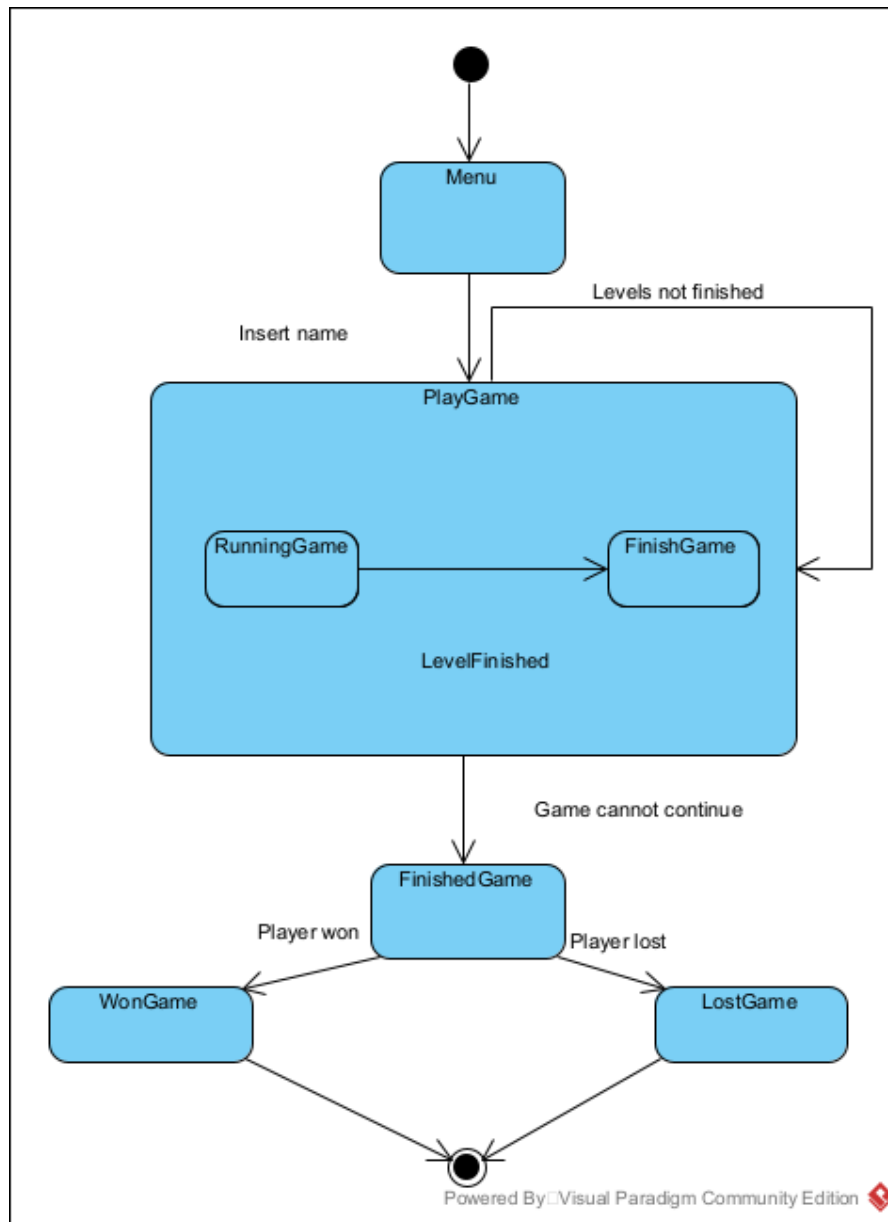 Menu
Levels not finished
Insert name
PlayGame
RunningGame
FinishGame
LevelFinished
Game cannot continue
FinishedGame
Player won
Player lost
WonGame
LostGame
Powered By Visual Paradigm Community Edition